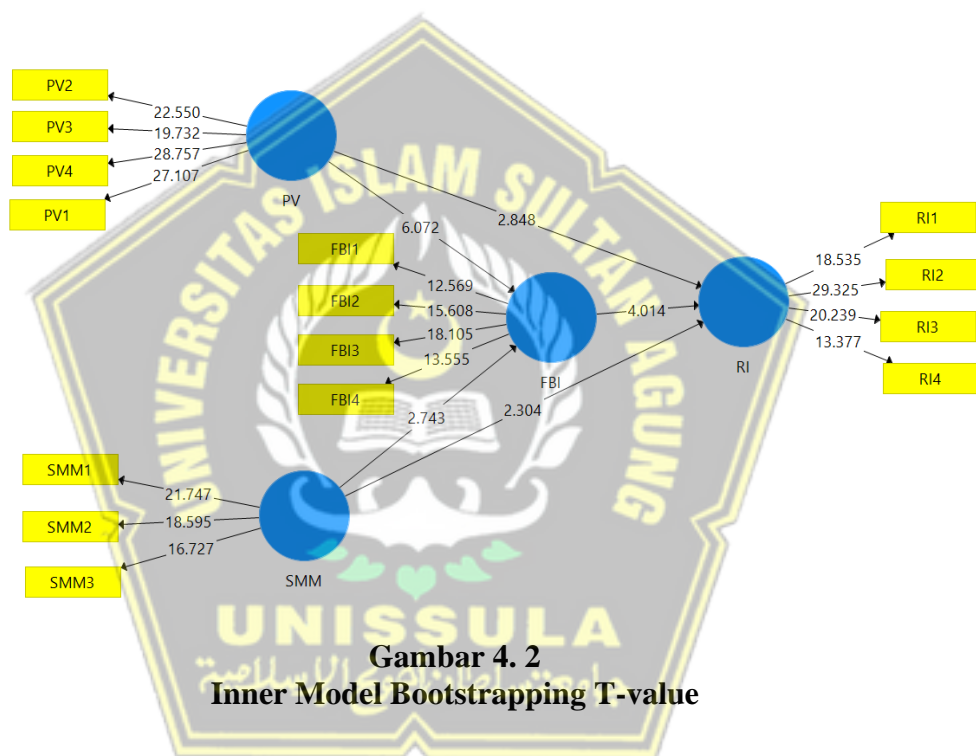 PV2
PV3
PV4
PV1
22.550
19.732
28.757
27.107
PV
6.072
2.848
FBI1
FBI2
FBI3
FBI4
12.569
15.608
18.105
13.555
FBI
4.014
RI
18.535
29.325
20.239
13.377
RI1
RI2
RI3
RI4
2.743
2.304
SMM1
SMM2
SMM3
21.747
18.595
16.727
SMM
UNIVERSITAS ISLAM SULTAN AGUNG
UNISSULA
Gambar 4. 2
Inner Model Bootstrapping T-value